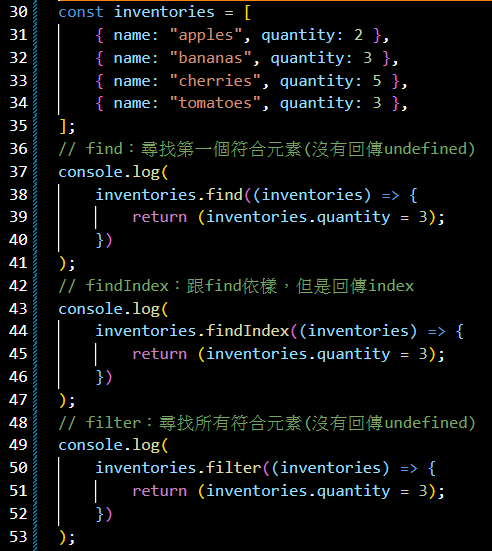 30 const inventories = [
31     { name: "apples", quantity: 2 },
32     { name: "bananas", quantity: 3 },
33     { name: "cherries", quantity: 5 },
34     { name: "tomatoes", quantity: 3 },
35 ];
36 // find：尋找第一個符合元素(沒有回傳undefined)
37 console.log(
38     inventories.find((inventories) => {
39         return (inventories.quantity = 3);
40     })
41 );
42 // findIndex：跟find依樣，但是回傳index
43 console.log(
44     inventories.findIndex((inventories) => {
45         return (inventories.quantity = 3);
46     })
47 );
48 // filter：尋找所有符合元素(沒有回傳undefined)
49 console.log(
50     inventories.filter((inventories) => {
51         return (inventories.quantity = 3);
52     })
53 );